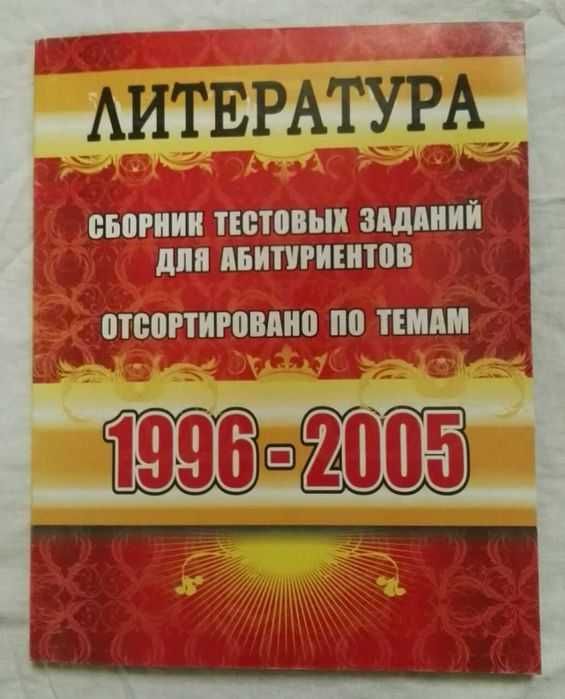 ЛИТЕРАТУРА
СБОРНИК ТЕСТОВЫХ ЗАДАНИЙ
ДЛЯ АБИТУРИЕНТОВ
ОТСОРТИРОВАНО ПО ТЕМАМ
1996-2005